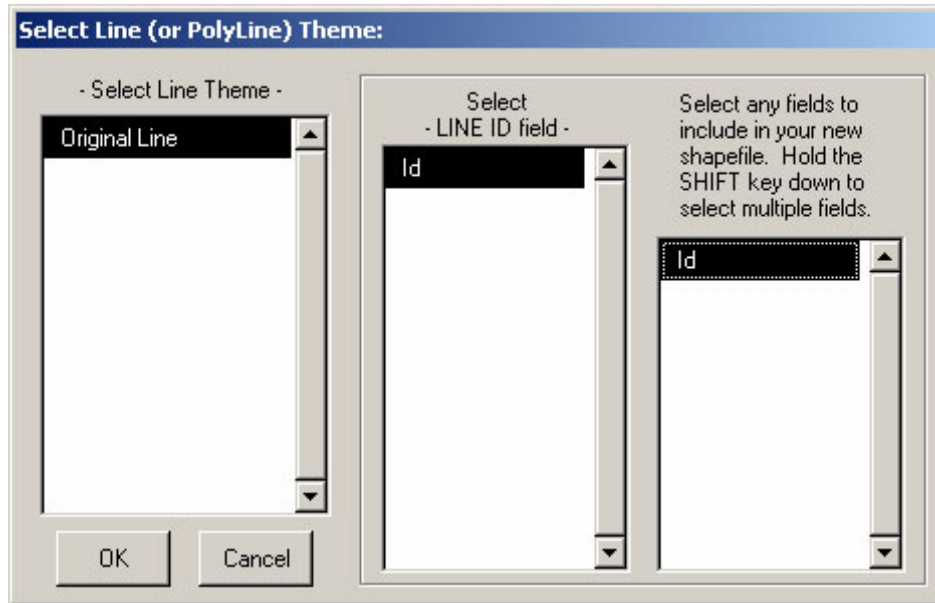 Select Line (or PolyLine) Theme:
- Select Line Theme -
Original Line
OK
Cancel
Select
- LINE ID field -
Id
Select any fields to
include in your new
shapefile. Hold the
SHIFT key down to
select multiple fields.
Id